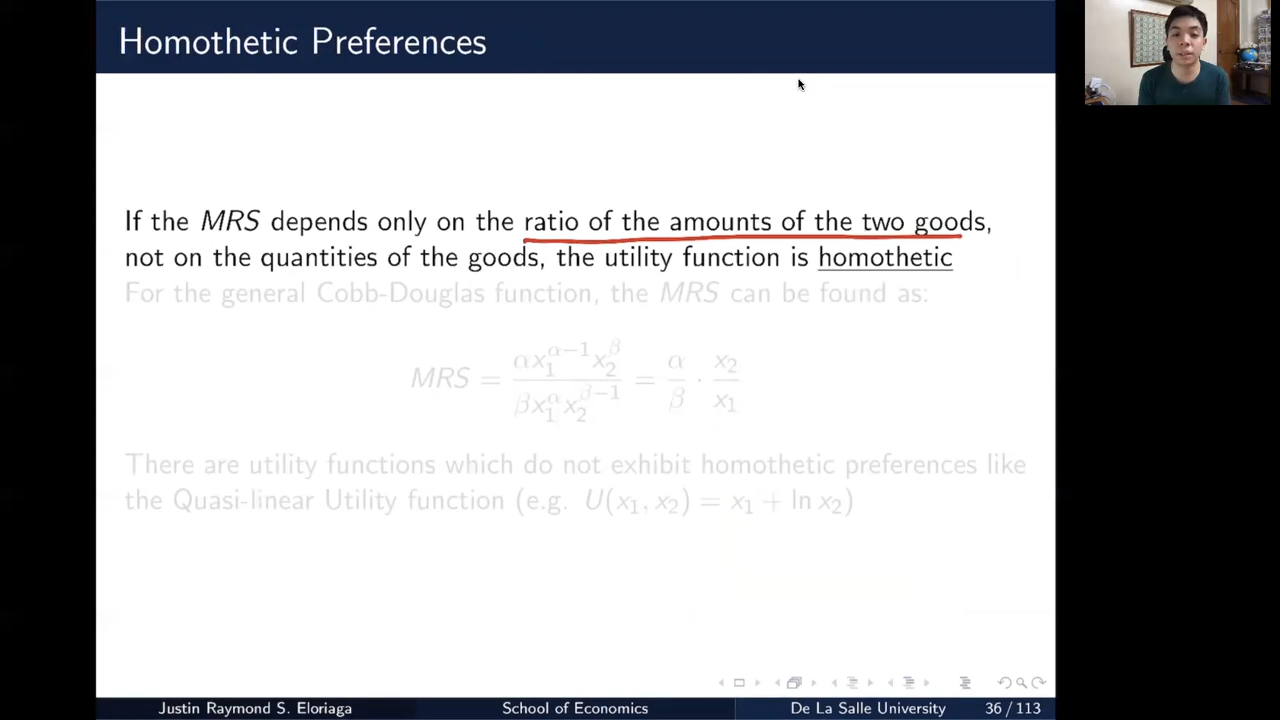 Homothetic Preferences
If the MRS depends only on the ratio of the amounts of the two goods,
not on the quantities of the goods, the utility function is homothetic
For the general Cobb-Douglas function, the MRS can be found as:
MRS = αx₁^{α−1}x₂^β / βx₁^αx₂^{β−1} = α/β · x₂/x₁
There are utility functions which do not exhibit homothetic preferences like
the Quasi-linear Utility function (e.g. U(x₁, x₂) = x₁ + ln x₂)
Justin Raymond S. Eloriaga School of Economics De La Salle University 36 / 113